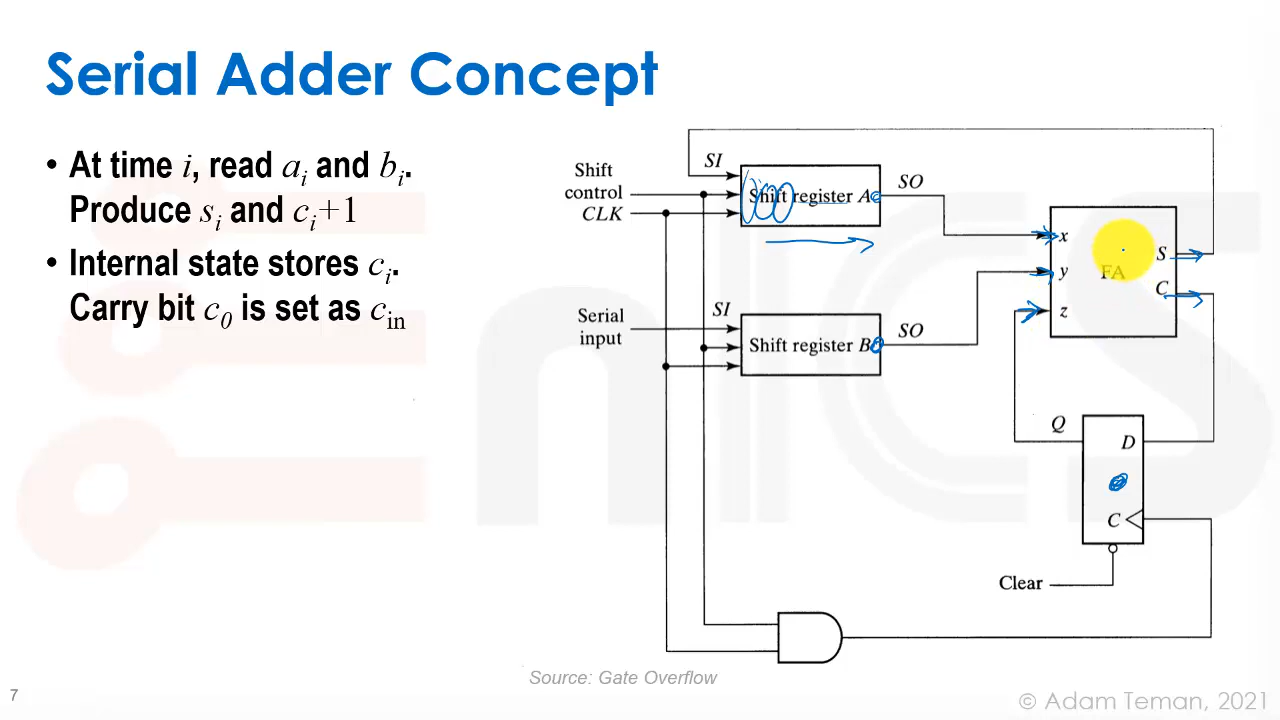 Serial Adder Concept
• At time i, read ai and bi.
Produce si and ci+1
• Internal state stores ci.
Carry bit c0 is set as cin
Shift
control
CLK
SI
Shift register A
SO
Serial
input
SI
Shift register B
SO
x
y
z
FA
S
C
Q
D
C
Clear
Source: Gate Overflow
7
© Adam Teman, 2021